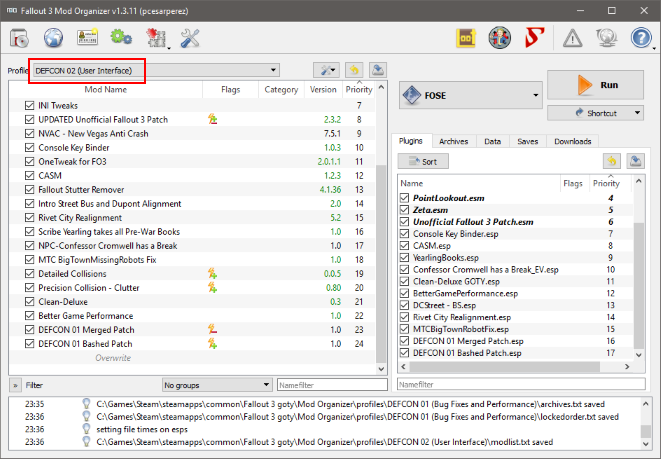 Fallout 3 Mod Organizer v1.3.11 (pcesarperez)
Profile DEFCON 02 (User Interface)
Mod Name Flags Category Version Priority
INI Tweaks 7
UPDATED Unofficial Fallout 3 Patch 2.3.2 8
NVAC - New Vegas Anti Crash 7.5.1 9
Console Key Binder 1.0.3 10
OneTweak for FO3 2.0.1.1 11
CASM 1.2.3 12
Fallout Stutter Remover 4.1.36 13
Intro Street Bus and Dupont Alignment 2.0 14
Rivet City Realignment 5.2 15
Scribe Yearling takes all Pre-War Books 1.0 16
NPC-Confessor Cromwell has a Break 1.0 17
MTC BigTownMissingRobots Fix 1.0 18
Detailed Collisions 0.0.5 19
Precision Collision - Clutter 0.80 20
Clean-Deluxe 0.3 21
Better Game Performance 1.0 22
DEFCON 01 Merged Patch 1.0 23
DEFCON 01 Bashed Patch 1.0 24
Overwrite
» Filter No groups Namefilter
FOSE
Run
Shortcut
Plugins Archives Data Saves Downloads
Sort
Name Flags Priority
PointLookout.esm 4
Zeta.esm 5
Unofficial Fallout 3 Patch.esm 6
Console Key Binder.esp 7
CASM.esp 8
YearlingBooks.esp 9
Confessor Cromwell has a Break_EV.esp 10
Clean-Deluxe GOTY.esp 11
BetterGamePerformance.esp 12
DCStreet - BS.esp 13
Rivet City Realignment.esp 14
MTCBigTownRobotFix.esp 15
DEFCON 01 Merged Patch.esp 16
DEFCON 01 Bashed Patch.esp 17
Namefilter
23:35 C:\Games\Steam\steamapps\common\Fallout 3 goty\Mod Organizer\profiles\DEFCON 01 (Bug Fixes and Performance)\archives.txt saved
23:36 C:\Games\Steam\steamapps\common\Fallout 3 goty\Mod Organizer\profiles\DEFCON 01 (Bug Fixes and Performance)\lockedorder.txt saved
23:36 setting file times on esps
23:36 C:\Games\Steam\steamapps\common\Fallout 3 goty\Mod Organizer\profiles\DEFCON 02 (User Interface)\modlist.txt saved